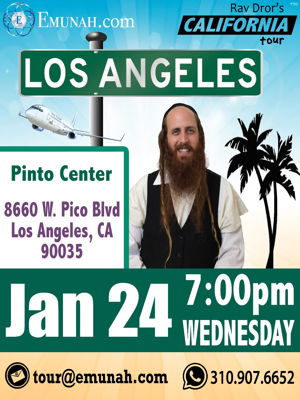 EMUNAH.com
Rav Dror's
CALIFORNIA
tour
LOS ANGELES
Pinto Center
8660 W. Pico Blvd
Los Angeles, CA
90035
Jan 24
7:00pm
WEDNESDAY
tour@emunah.com
310.907.6652